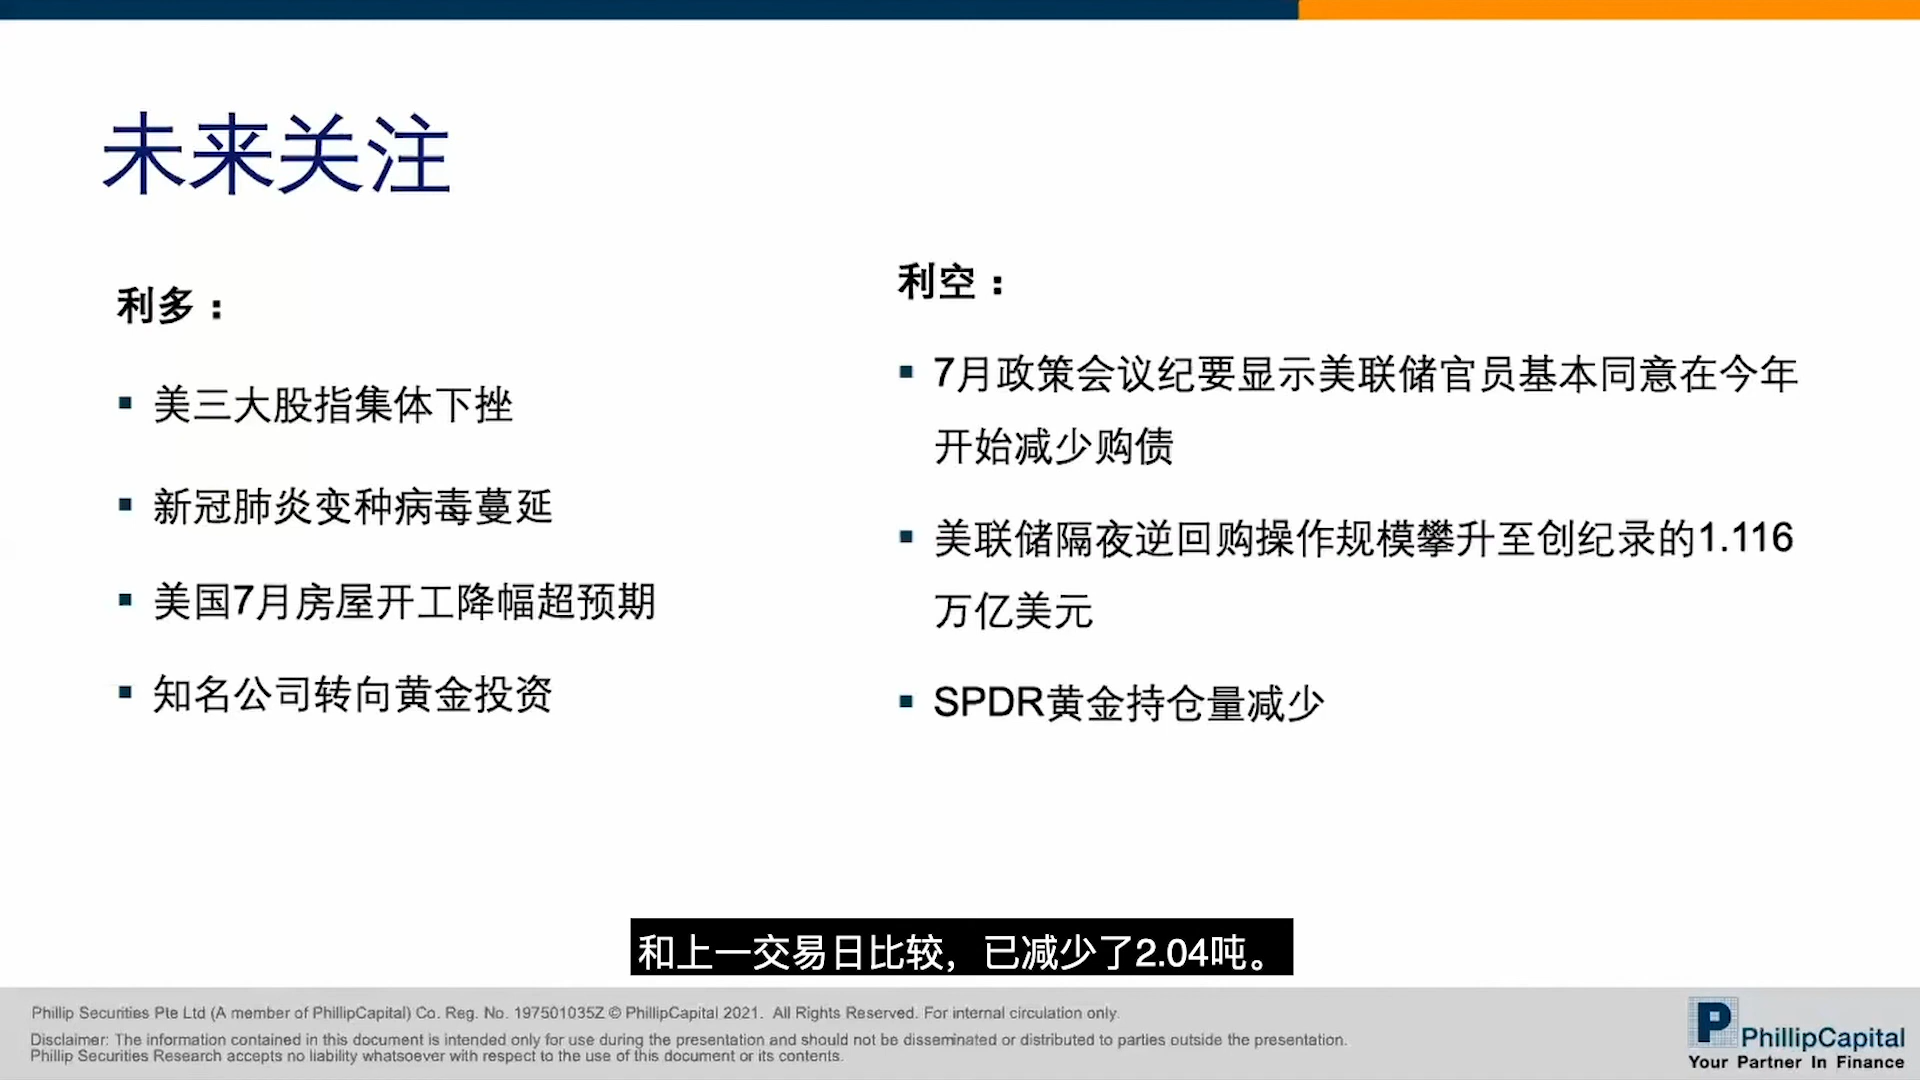 未来关注
利多：
美三大股指集体下挫
新冠肺炎变种病毒蔓延
美国7月房屋开工降幅超预期
知名公司转向黄金投资
利空：
7月政策会议纪要显示美联储官员基本同意在今年
开始减少购债
美联储隔夜逆回购操作规模攀升至创纪录的1.116
万亿美元
SPDR黄金持仓量减少
和上一交易日比较，已减少了2.04吨。
Phillip Securities Pte Ltd (A member of PhillipCapital) Co. Reg. No. 197501035Z © PhillipCapital 2021. All Rights Reserved. For internal circulation only.
Disclaimer: The information contained in this document is intended only for use during the presentation and should not be disseminated or distributed to parties outside the presentation.
Phillip Securities Research accepts no liability whatsoever with respect to the use of this document or its contents.
PhillipCapital
Your Partner In Finance